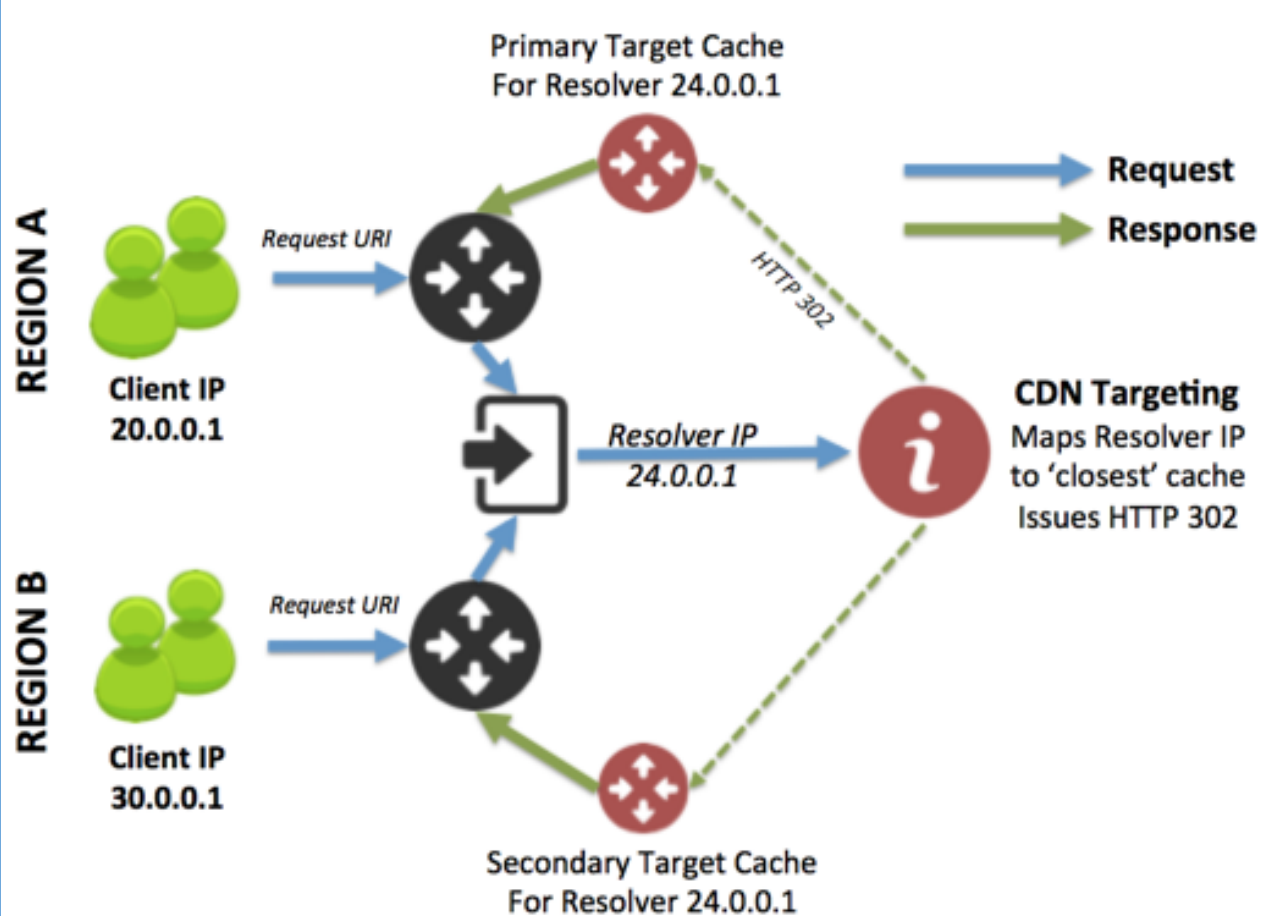 Primary Target Cache
For Resolver 24.0.0.1
Request
Response
REGION A
Request URI
HTTP 302
Client IP
20.0.0.1
Resolver IP
24.0.0.1
CDN Targeting
Maps Resolver IP
to ‘closest’ cache
Issues HTTP 302
REGION B
Request URI
Client IP
30.0.0.1
Secondary Target Cache
For Resolver 24.0.0.1